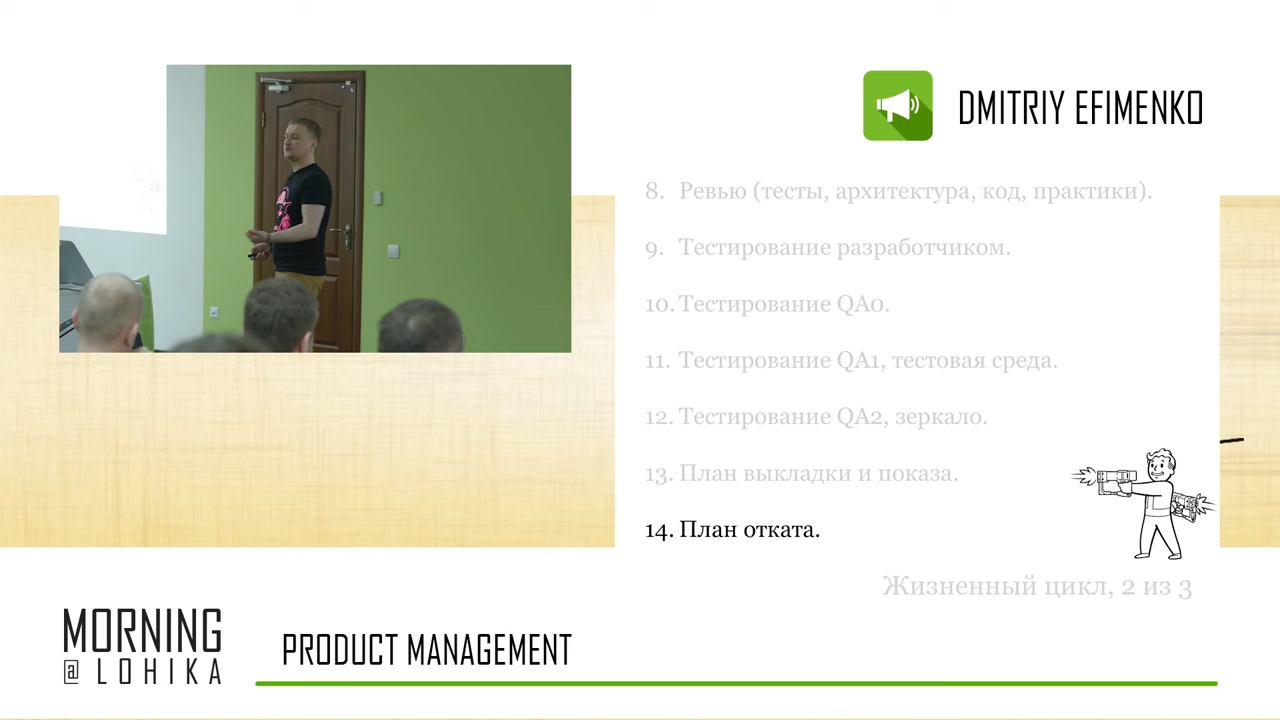 DMITRIY EFIMENKO
8. Ревью (тесты, архитектура, код, практики).
9. Тестирование разработчиком.
10. Тестирование QA0.
11. Тестирование QA1, тестовая среда.
12. Тестирование QA2, зеркало.
13. План выкладки и показа.
14. План отката.
Жизненный цикл, 2 из 3
MORNING
@ LOHIKA
PRODUCT MANAGEMENT